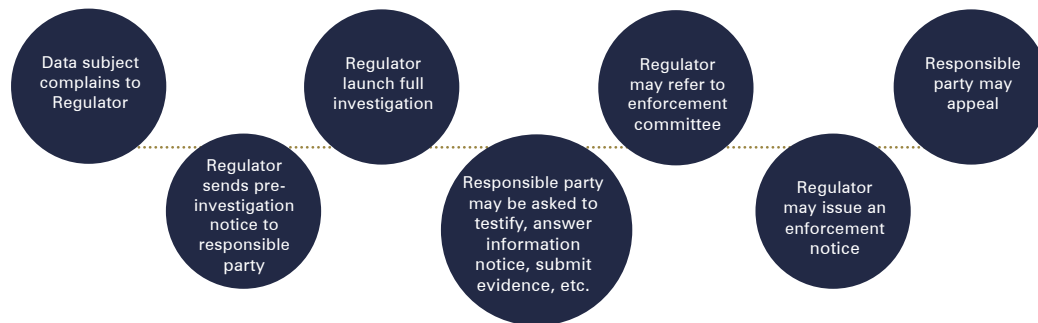 Data subject
complains to
Regulator
Regulator
sends pre-
investigation
notice to
responsible
party
Regulator
launch full
investigation
Responsible party
may be asked to
testify, answer
information
notice, submit
evidence, etc.
Regulator
may refer to
enforcement
committee
Regulator
may issue an
enforcement
notice
Responsible
party may
appeal